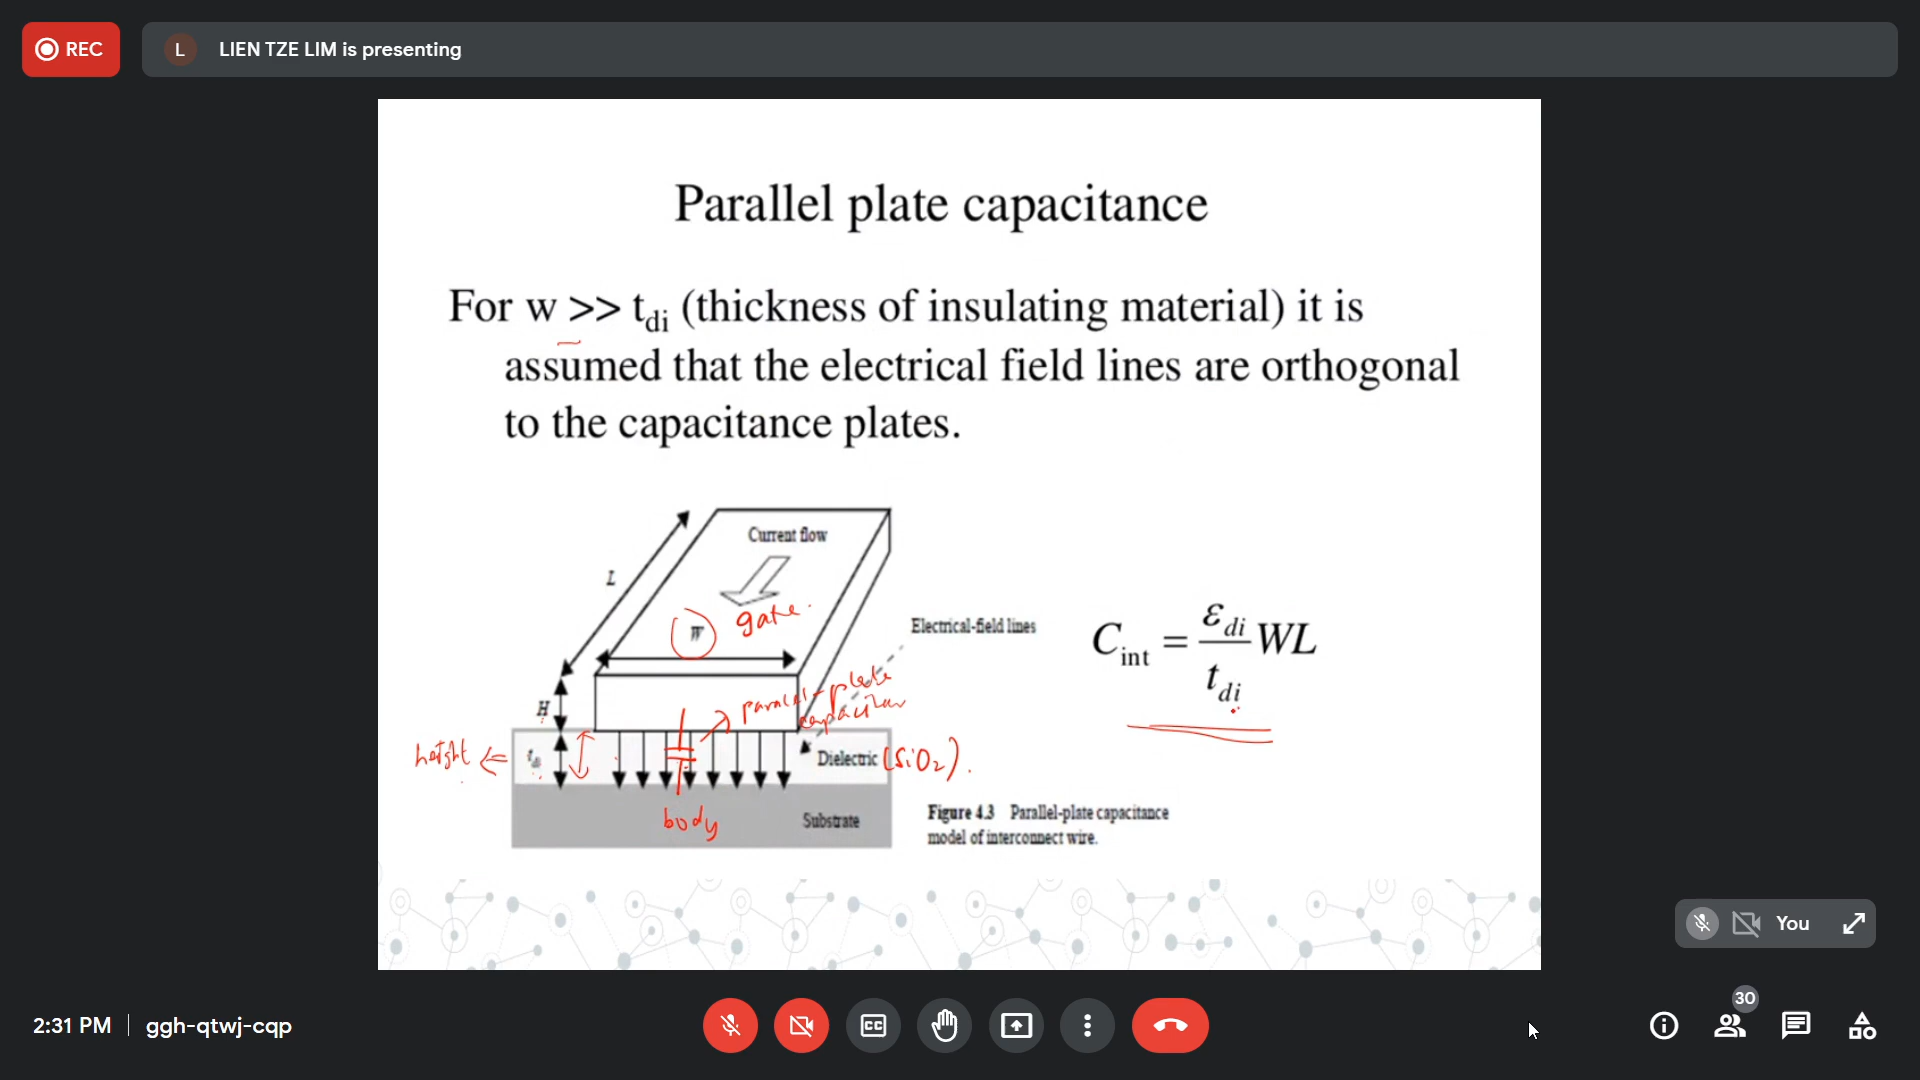 REC
L
LIEN TZE LIM is presenting
Parallel plate capacitance
For w >> tdi (thickness of insulating material) it is
assumed that the electrical field lines are orthogonal
to the capacitance plates.
Current flow
L
W
gate.
Electrical-field lines
Cint = εdi/tdi WL
H
parallel-plate
capacitor
height
tdi
Dielectric (SiO2).
body
Substrate
Figure 4.3 Parallel-plate capacitance
model of interconnect wire.
You
2:31 PM | ggh-qtwj-cqp
CC
30